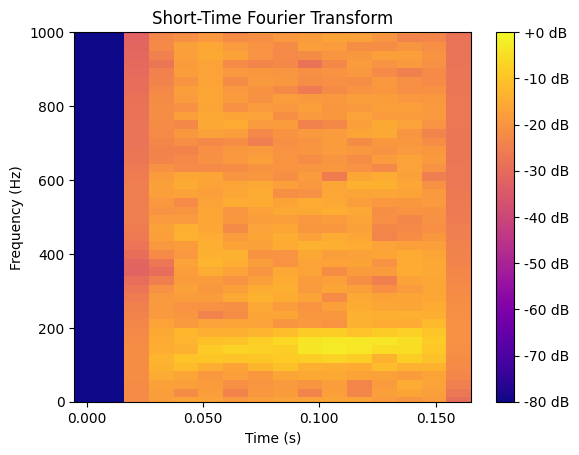 Short-Time Fourier Transform
Frequency (Hz)
1000
800
600
400
200
0
0.000
0.050
0.100
0.150
Time (s)
+0 dB
-10 dB
-20 dB
-30 dB
-40 dB
-50 dB
-60 dB
-70 dB
-80 dB